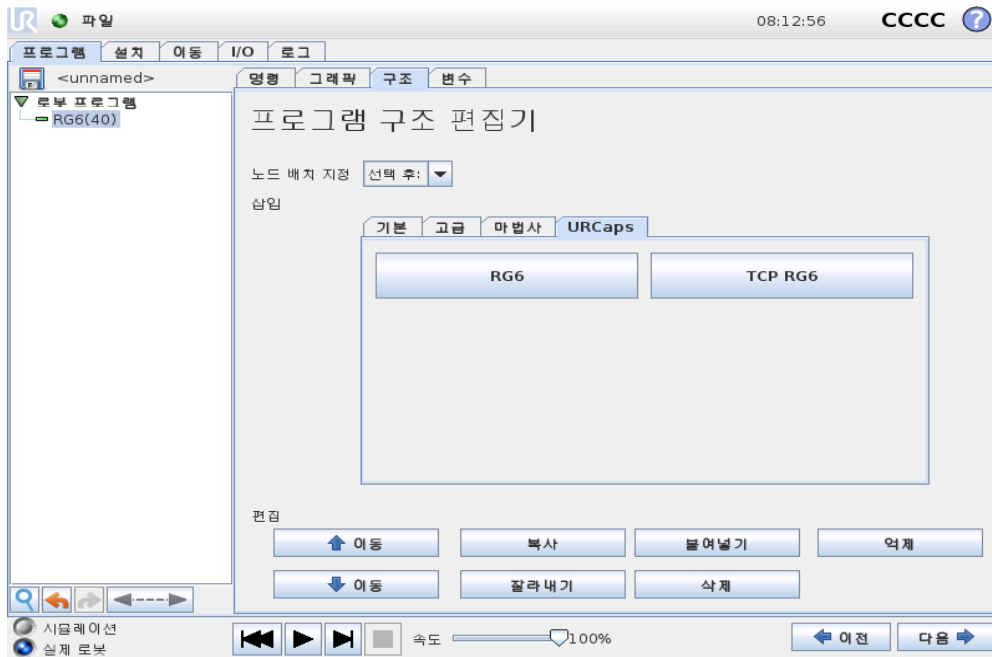 UR 파일 08:12:56 CCCC ?
프로그램 설치 이동 I/O 로그
<unnamed> 명령 그래픽 구조 변수
로봇 프로그램
RG6(40)
프로그램 구조 편집기
노드 배치 지정 선택 후:
삽입
기본 고급 마법사 URCaps
RG6 TCP RG6
편집
이동 복사 붙여넣기 억제
이동 잘라내기 삭제
시뮬레이션
실제 로봇
속도 100% 이전 다음